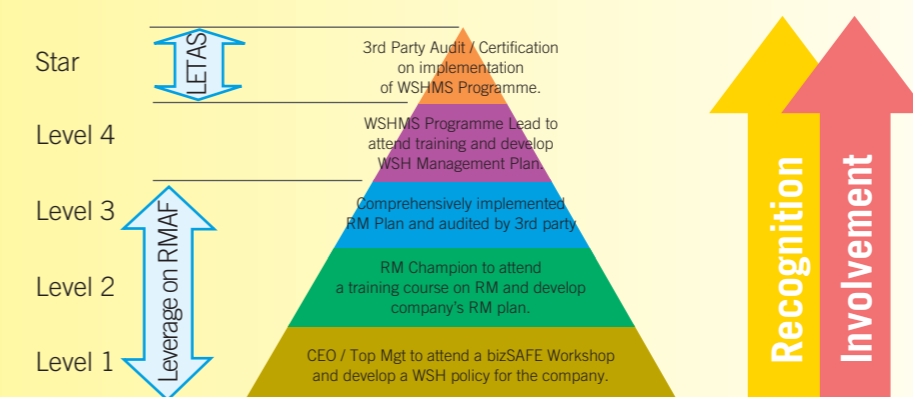 Star
LETAS
3rd Party Audit / Certification
on implementation
of WSHMS Programme.
Level 4
WSHMS Programme Lead to
attend training and develop
WSH Management Plan.
Level 3
Comprehensively implemented
RM Plan and audited by 3rd party
Level 2
RM Champion to attend
a training course on RM and develop
company's RM plan.
Level 1
CEO / Top Mgt to attend a bizSAFE Workshop
and develop a WSH policy for the company.
Leverage on RMAF
Recognition
Involvement